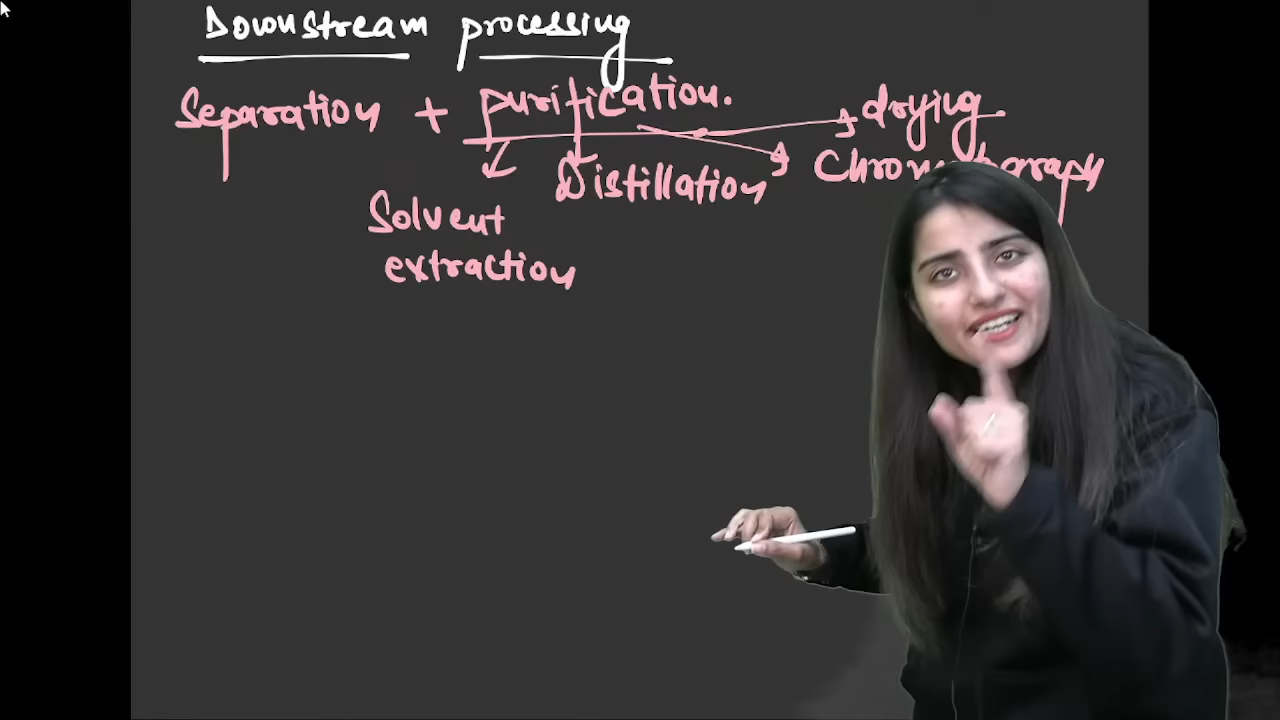 Downstream processing
Separation + purification.
drying
Distillation
Solvent
extraction